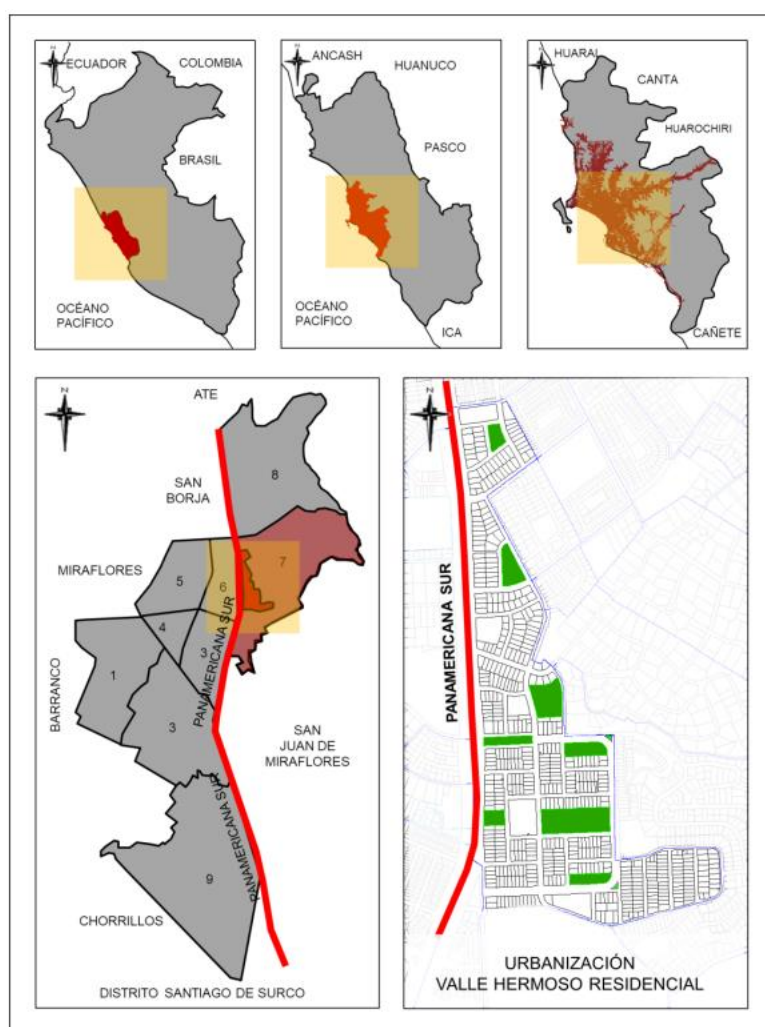 N
ECUADOR
COLOMBIA
BRASIL
OCÉANO
PACÍFICO
N
ANCASH
HUANUCO
PASCO
OCÉANO
PACÍFICO
ICA
N
HUARAL
CANTA
HUAROCHIRI
CAÑETE
N
ATE
SAN
BORJA
8
MIRAFLORES
5
6
7
4
3
1
3
BARRANCO
PANAMERICANA SUR
SAN
JUAN DE
MIRAFLORES
PANAMERICANA SUR
9
CHORRILLOS
DISTRITO SANTIAGO DE SURCO
N
PANAMERICANA SUR
URBANIZACIÓN
VALLE HERMOSO RESIDENCIAL